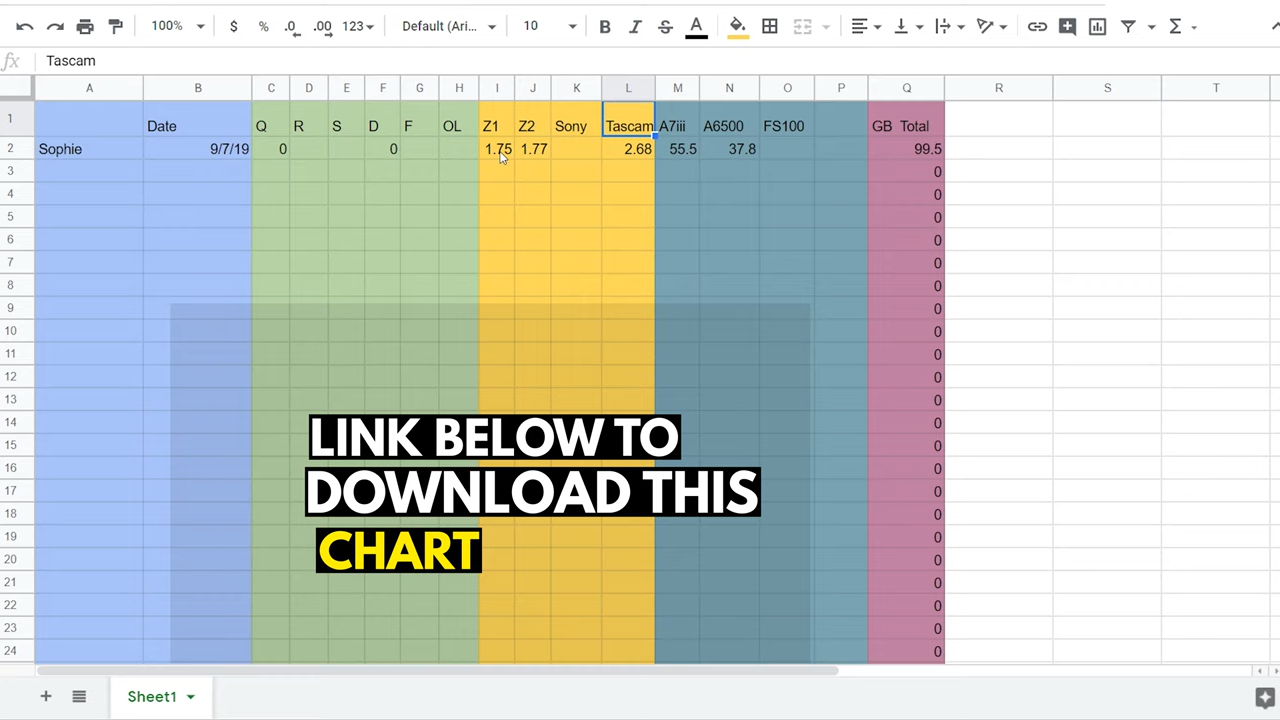 100% $ % .0 .00 123 Default (Ari... 10 B I S A Σ
fx Tascam
A B C D E F G H I J K L M N O P Q R S T
1 Date Q R S D F OL Z1 Z2 Sony Tascam A7iii A6500 FS100 GB Total
2 Sophie 9/7/19 0 0 1.75 1.77 2.68 55.5 37.8 99.5
3 0
4 0
5 0
6 0
7 0
8 0
9 0
10 0
11 0
12 0
13 0
14 0
15 0
16 0
17 0
18 0
19 0
20 0
21 0
22 0
23 0
24 0
LINK BELOW TO
DOWNLOAD THIS
CHART
Sheet1